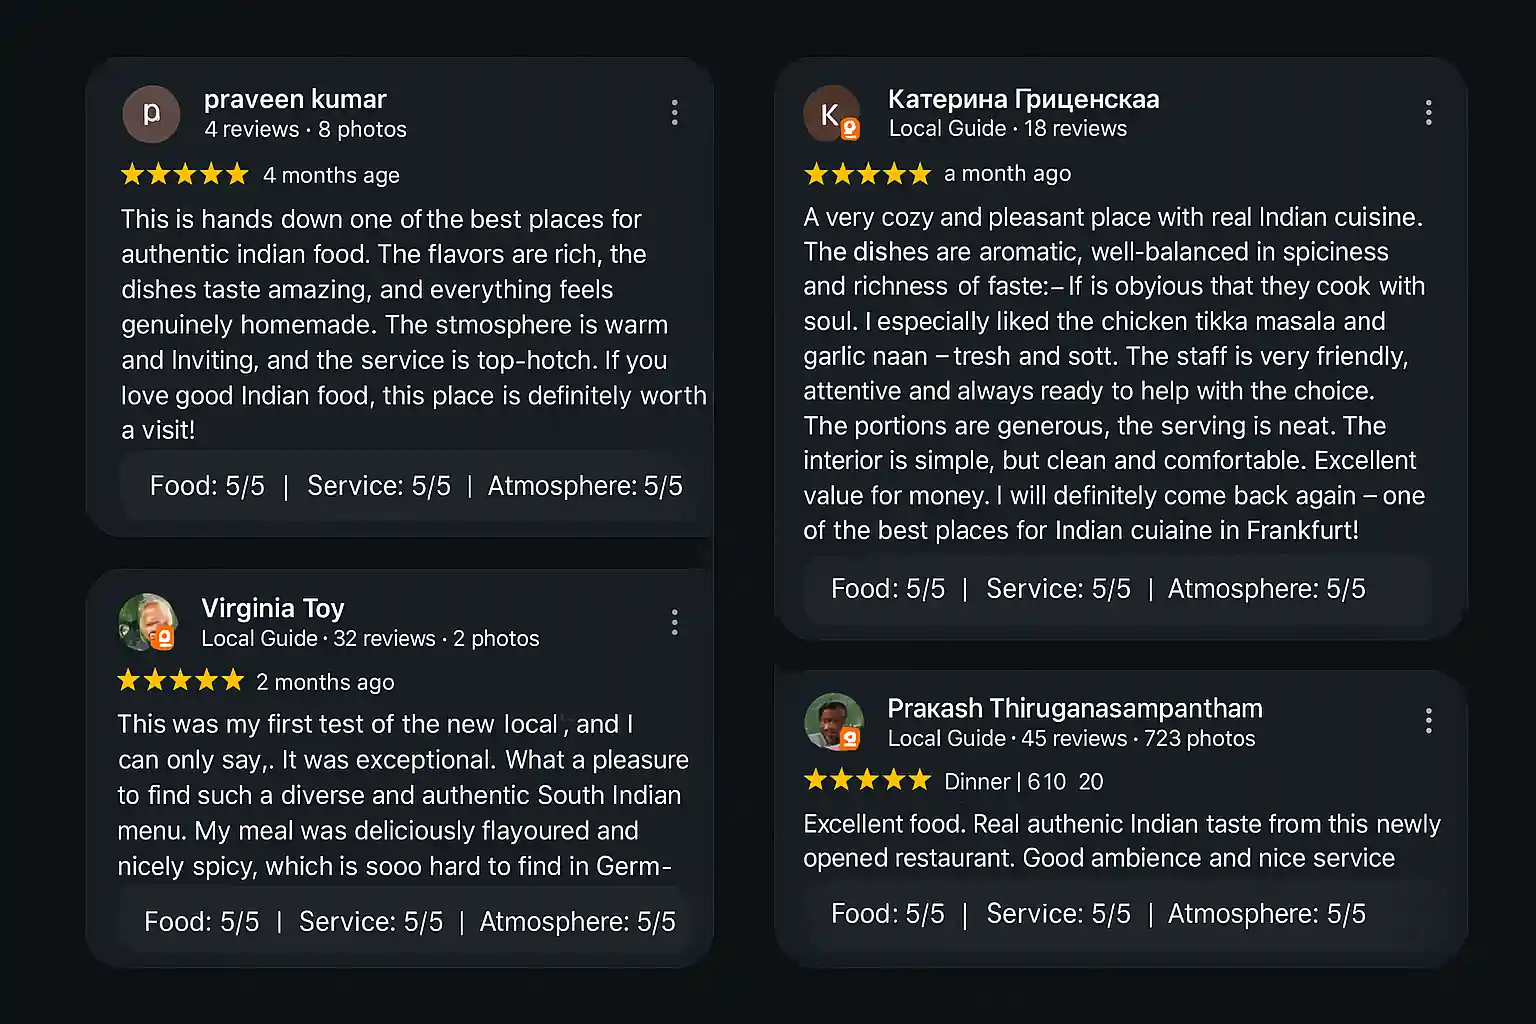 p
praveen kumar
4 reviews · 8 photos
4 months age
This is hands down one of the best places for
authentic indian food. The flavors are rich, the
dishes taste amazing, and everything feels
genuinely homemade. The stmosphere is warm
and Inviting, and the service is top-hotch. If you
love good Indian food, this place is definitely worth
a visit!
Food: 5/5 | Service: 5/5 | Atmosphere: 5/5
Virginia Toy
Local Guide · 32 reviews · 2 photos
2 months ago
This was my first test of the new local', and I
can only say,. It was exceptional. What a pleasure
to find such a diverse and authentic South Indian
menu. My meal was deliciously flayoured and
nicely spicy, which is sooo hard to find in Germ-
Food: 5/5 | Service: 5/5 | Atmosphere: 5/5
K
Катерина Гриценскаа
Local Guide · 18 reviews
a month ago
A very cozy and pleasant place with real Indian cuisine.
The dishes are aromatic, well-balanced in spiciness
and richness of faste:– If is obyious that they cook with
soul. I especially liked the chicken tikka masala and
garlic naan – tresh and sott. The staff is very friendly,
attentive and always ready to help with the choice.
The portions are generous, the serving is neat. The
interior is simple, but clean and comfortable. Excellent
value for money. I will definitely come back again – one
of the best places for Indian cuiaine in Frankfurt!
Food: 5/5 | Service: 5/5 | Atmosphere: 5/5
Prakash Thiruganasampantham
Local Guide · 45 reviews · 723 photos
Dinner | 610 20
Excellent food. Real authenic Indian taste from this newly
opened restaurant. Good ambience and nice service
Food: 5/5 | Service: 5/5 | Atmosphere: 5/5